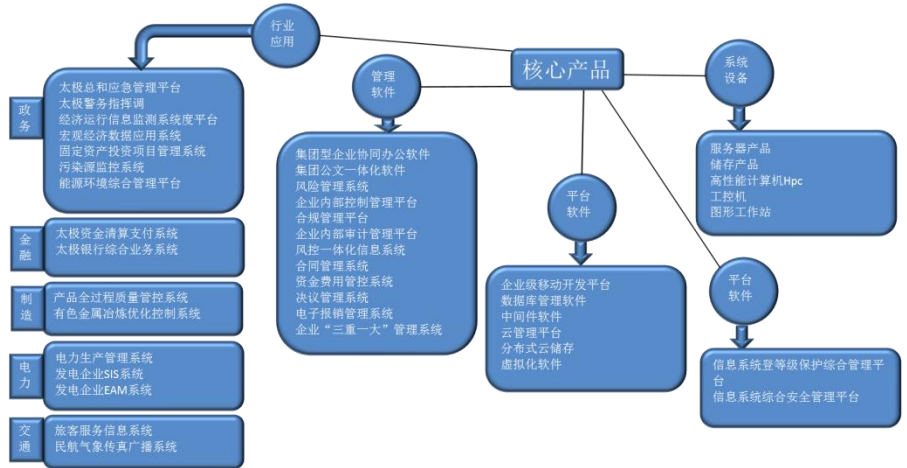 核心产品
行业
应用
政
务
太极总和应急管理平台
太极警务指挥调
经济运行信息监测系统度平台
宏观经济数据应用系统
固定资产投资项目管理系统
污染源监控系统
能源环境综合管理平台
金
融
太极资金清算支付系统
太极银行综合业务系统
制
造
产品全过程质量管控系统
有色金属冶炼优化控制系统
电
力
电力生产管理系统
发电企业SIS系统
发电企业EAM系统
交
通
旅客服务信息系统
民航气象传真广播系统
管理
软件
集团型企业协同办公软件
集团公文一体化软件
风险管理系统
企业内部控制管理平台
合规管理平台
企业内部审计管理平台
风控一体化信息系统
合同管理系统
资金费用管控系统
决议管理系统
电子报销管理系统
企业“三重一大”管理系统
平台
软件
企业级移动开发平台
数据库管理软件
中间件软件
云管理平台
分布式云储存
虚拟化软件
系统
设备
服务器产品
储存产品
高性能计算机Hpc
工控机
图形工作站
平台
软件
信息系统登等级保护综合管理平
台
信息系统综合安全管理平台